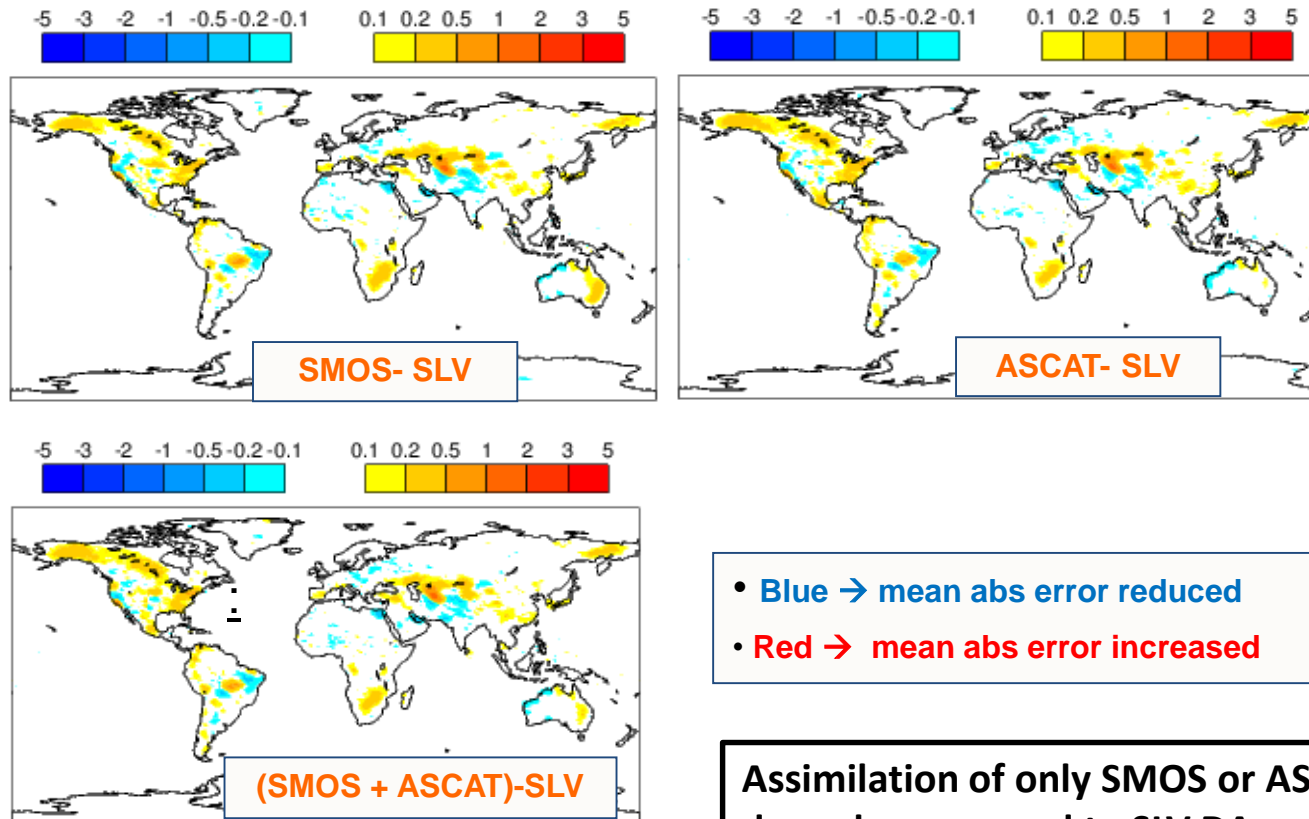 -5 -3 -2 -1 -0.5 -0.2 -0.1 0.1 0.2 0.5 1 2 3 5
-5 -3 -2 -1 -0.5 -0.2 -0.1 0.1 0.2 0.5 1 2 3 5
SMOS- SLV
ASCAT- SLV
-5 -3 -2 -1 -0.5 -0.2 -0.1 0.1 0.2 0.5 1 2 3 5
(SMOS + ASCAT)-SLV
• Blue → mean abs error reduced
• Red → mean abs error increased
Assimilation of only SMOS or AS